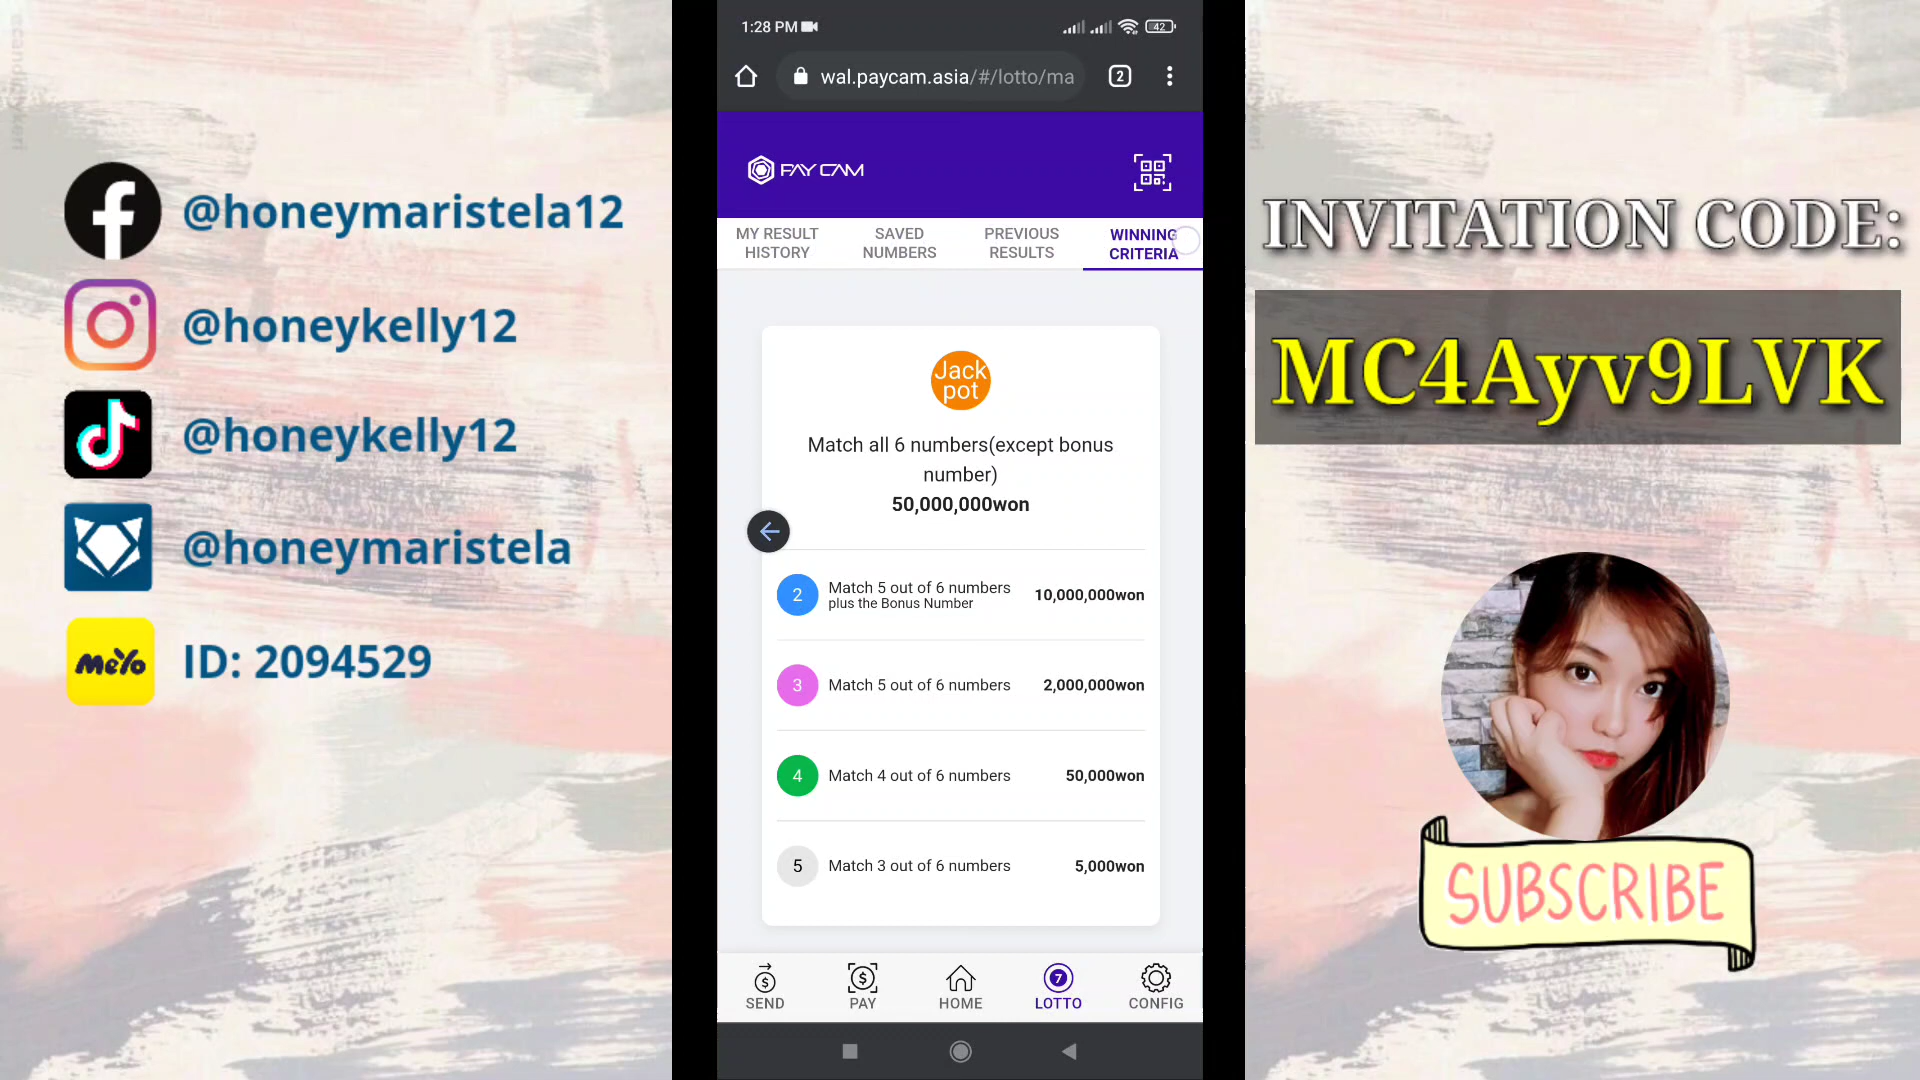 @honeymaristela12
@honeykelly12
@honeykelly12
@honeymaristela
MeYo
ID: 2094529
1:28 PM
42
wal.paycam.asia/#/lotto/ma
2
PAY CAM
MY RESULT
HISTORY
SAVED
NUMBERS
PREVIOUS
RESULTS
WINNING
CRITERIA
Jack
pot
Match all 6 numbers(except bonus
number)
50,000,000won
2 Match 5 out of 6 numbers 10,000,000won
plus the Bonus Number
3 Match 5 out of 6 numbers 2,000,000won
4 Match 4 out of 6 numbers 50,000won
5 Match 3 out of 6 numbers 5,000won
7
SEND PAY HOME LOTTO CONFIG
INVITATION CODE:
MC4Ayv9LVK
SUBSCRIBE